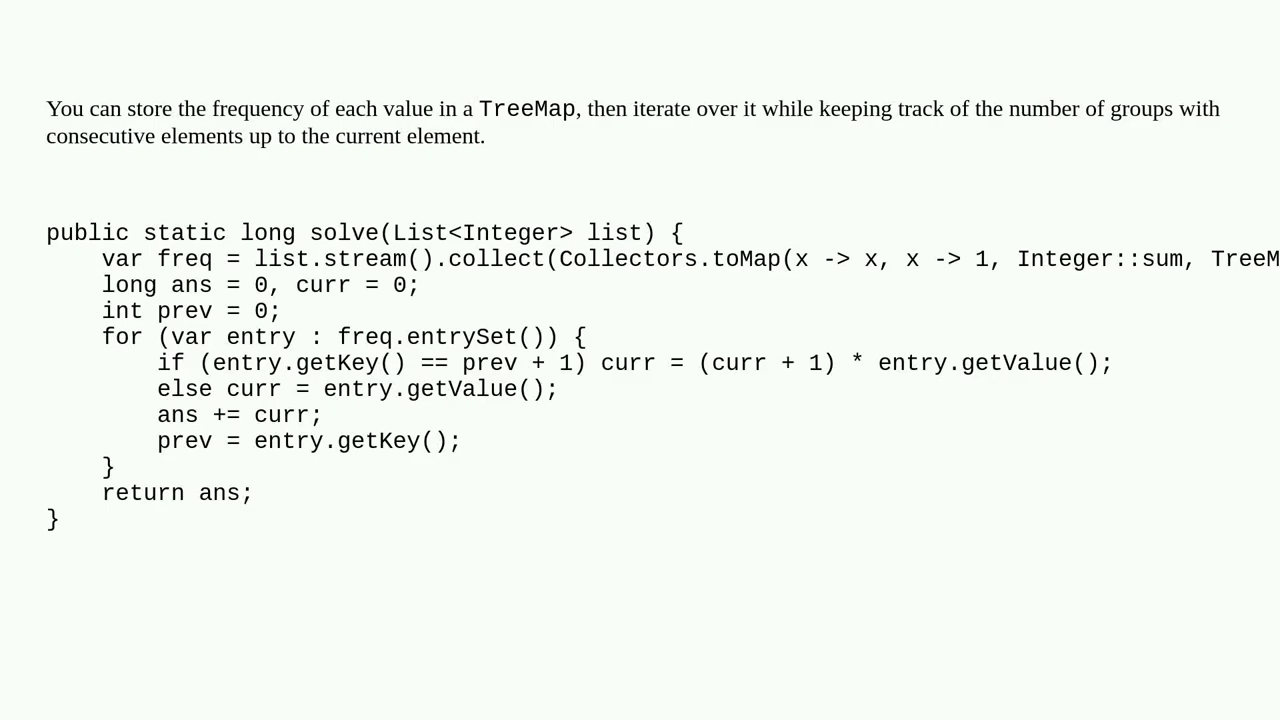 You can store the frequency of each value in a TreeMap, then iterate over it while keeping track of the number of groups with
consecutive elements up to the current element.
public static long solve(List<Integer> list) {
    var freq = list.stream().collect(Collectors.toMap(x -> x, x -> 1, Integer::sum, TreeM
    long ans = 0, curr = 0;
    int prev = 0;
    for (var entry : freq.entrySet()) {
        if (entry.getKey() == prev + 1) curr = (curr + 1) * entry.getValue();
        else curr = entry.getValue();
        ans += curr;
        prev = entry.getKey();
    }
    return ans;
}